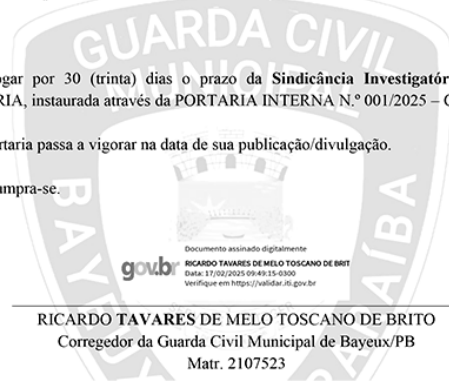 GUARDA CIVIL
MUNICIPAL
ogar por 30 (trinta) dias o prazo da Sindicância Investigatór
RIA, instaurada através da PORTARIA INTERNA N.º 001/2025 – C
rtaria passa a vigorar na data de sua publicação/divulgação.
mpra-se.
gov.br
Documento assinado digitalmente
RICARDO TAVARES DE MELO TOSCANO DE BRIT
Data: 17/02/2025 09:49:15-0300
Verifique em https://validar.iti.gov.br
RICARDO TAVARES DE MELO TOSCANO DE BRITO
Corregedor da Guarda Civil Municipal de Bayeux/PB
Matr. 2107523
BAYEUX
PARAÍBA